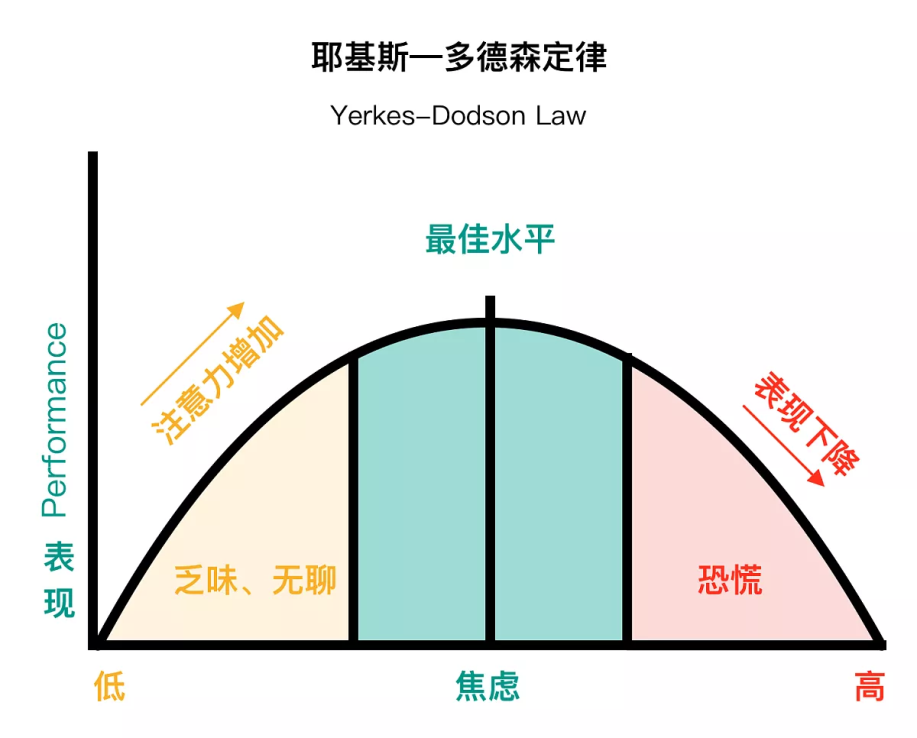 耶基斯—多德森定律
Yerkes–Dodson Law
最佳水平
注意力增加
表现下降
Performance
表现
乏味、无聊
恐慌
低
焦虑
高